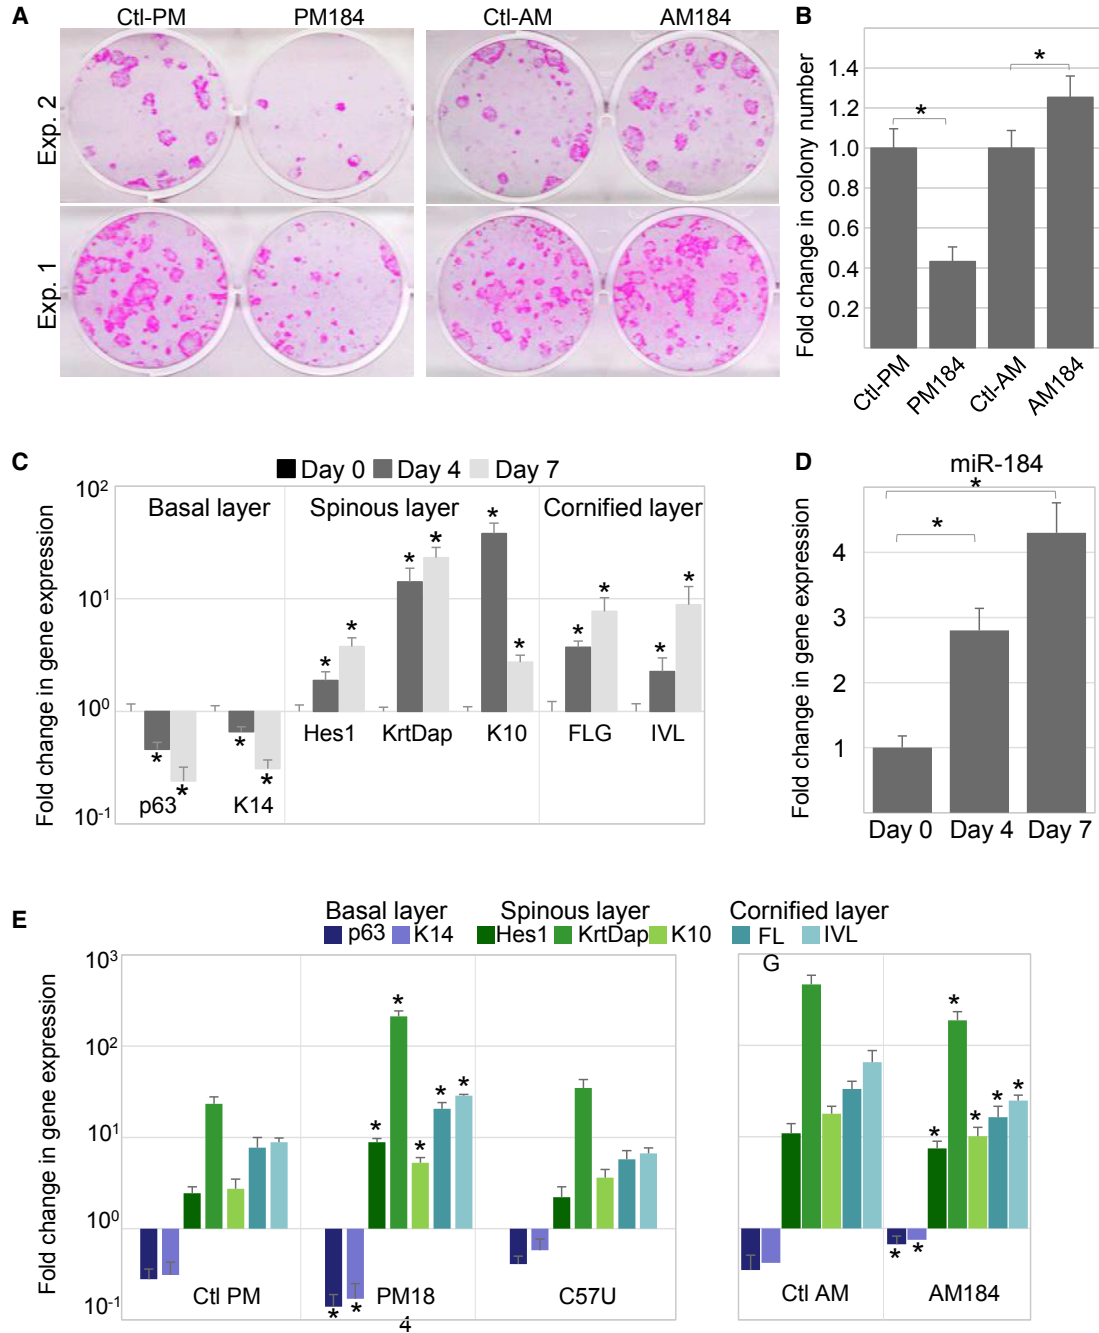 A
Ctl-PM PM184 Ctl-AM AM184
Exp. 2
Exp. 1
B
Fold change in colony number
1.4
1.2
1.0
0.8
0.6
0.4
0.2
* *
Ctl-PM PM184 Ctl-AM AM184
C
Day 0 Day 4 Day 7
Fold change in gene expression
10²
10¹
10⁰
10⁻¹
Basal layer Spinous layer Cornified layer
* * * * * * * * * * * * *
Hes1 KrtDap K10 FLG IVL
p63 K14
D
miR-184
Fold change in gene expression
4
3
2
1
* *
Day 0 Day 4 Day 7
E
Basal layer Spinous layer Cornified layer
p63 K14 Hes1 KrtDap K10 FL IVL
G
Fold change in gene expression
10³
10²
10¹
10⁰
10⁻¹
* * * * * * * * * * * * * *
Ctl PM PM18 C57U Ctl AM AM184
4